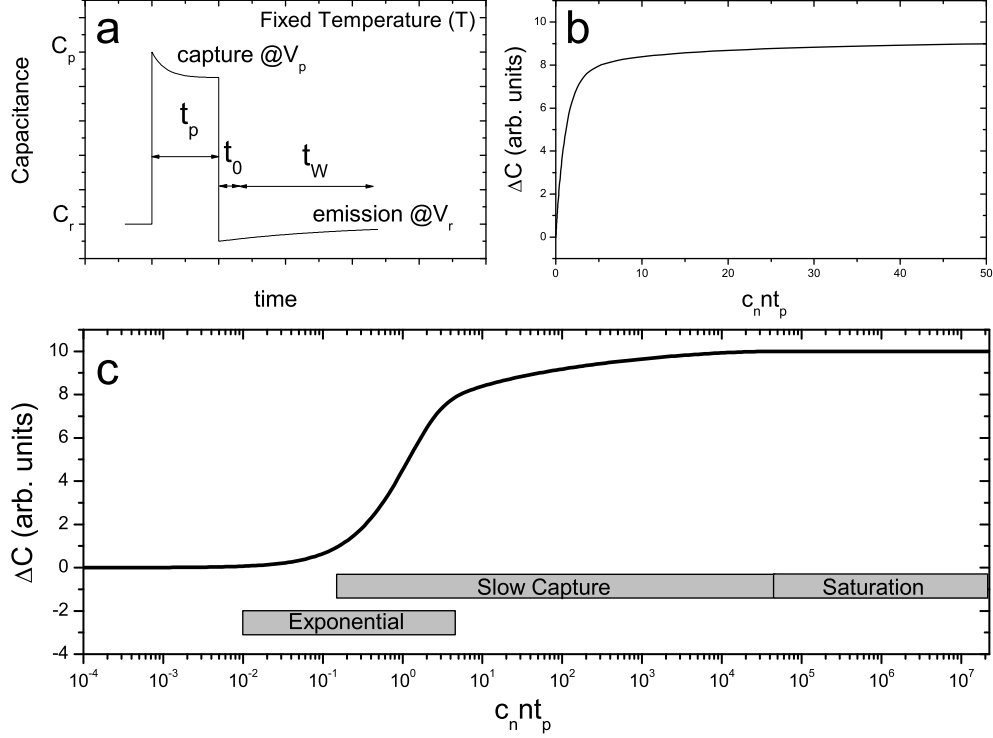 a
Fixed Temperature (T)
Capacitance
Cp
Cr
capture @Vp
tp
t0
tW
emission @Vr
time
b
ΔC (arb. units)
10
8
6
4
2
0
0 10 20 30 40 50
cnntp
c
ΔC (arb. units)
10
8
6
4
2
0
-2
-4
Slow Capture
Saturation
Exponential
10-4 10-3 10-2 10-1 100 101 102 103 104 105 106 107
cnntp